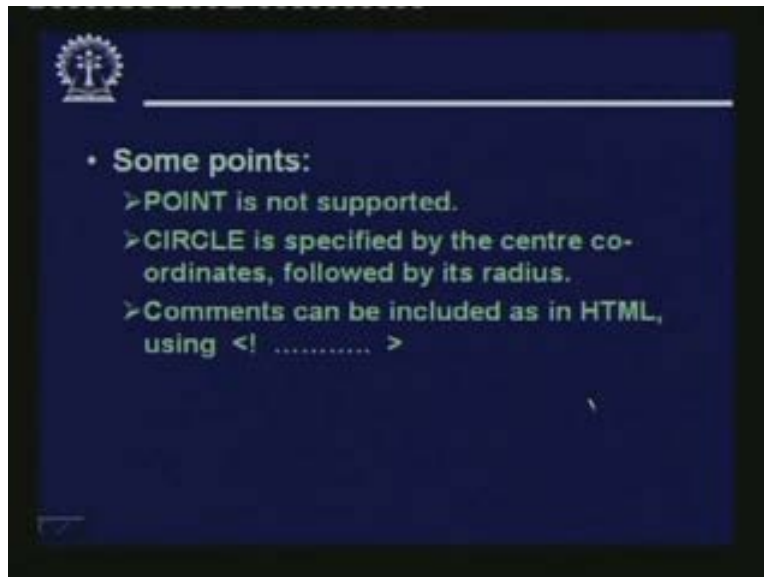 • Some points:
➢POINT is not supported.
➢CIRCLE is specified by the centre co-
ordinates, followed by its radius.
➢Comments can be included as in HTML,
using <! ........... >